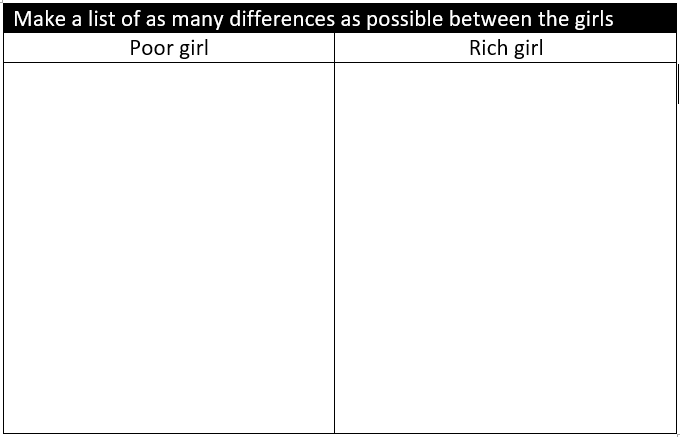 Make a list of as many differences as possible between the girls
Poor girl
Rich girl